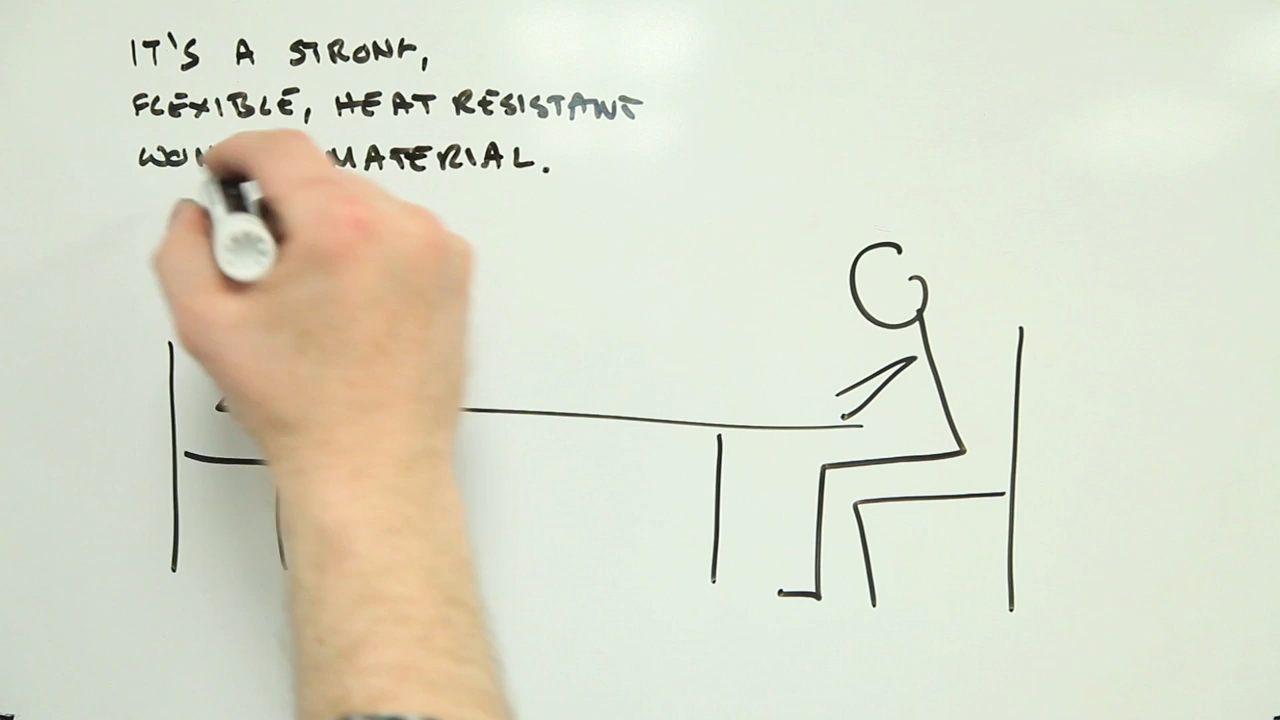 IT'S A STRONG,
FLEXIBLE, HEAT RESISTANT
MATERIAL.